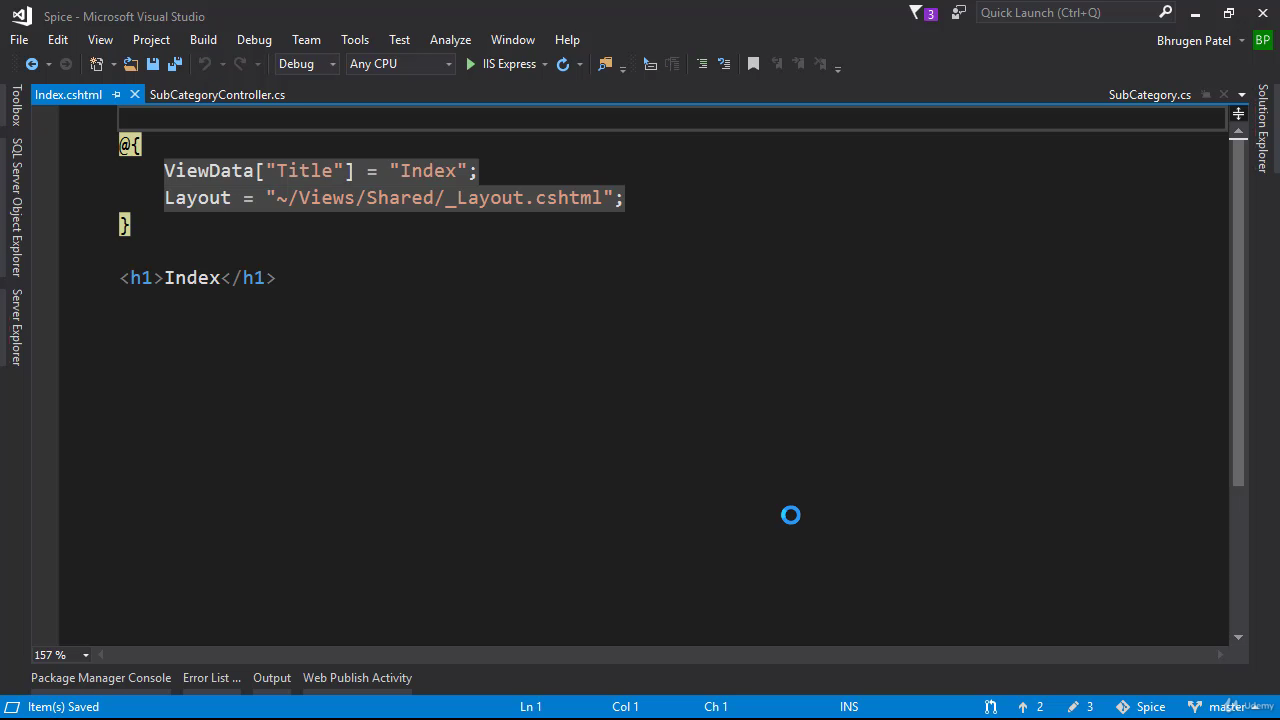 Spice - Microsoft Visual Studio
3
Quick Launch (Ctrl+Q)
File Edit View Project Build Debug Team Tools Test Analyze Window Help
Bhrugen Patel BP
Debug Any CPU IIS Express
Index.cshtml SubCategoryController.cs SubCategory.cs
Toolbox
SQL Server Object Explorer
Server Explorer
Solution Explorer
@{
ViewData["Title"] = "Index";
Layout = "~/Views/Shared/_Layout.cshtml";
}
<h1>Index</h1>
157 %
Package Manager Console Error List ... Output Web Publish Activity
Item(s) Saved Ln 1 Col 1 Ch 1 INS 2 3 Spice master
Udemy